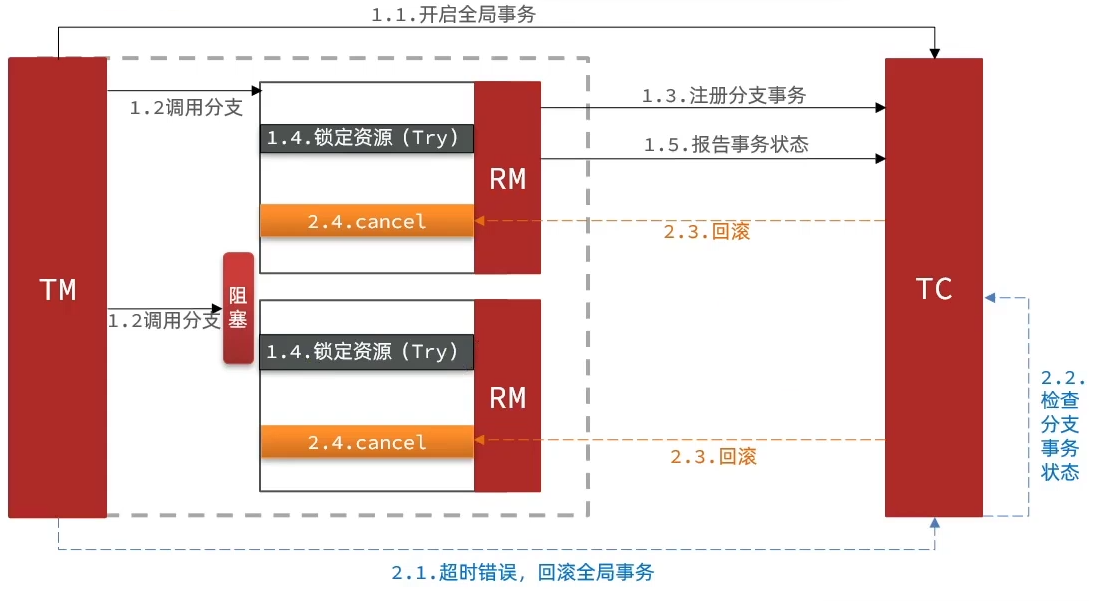 1.1.开启全局事务
TM
1.2调用分支
1.4.锁定资源（Try）
RM
2.4.cancel
1.3.注册分支事务
1.5.报告事务状态
2.3.回滚
TC
1.2调用分支
阻
塞
1.4.锁定资源（Try）
RM
2.4.cancel
2.3.回滚
2.2.
检查
分支
事务
状态
2.1.超时错误，回滚全局事务